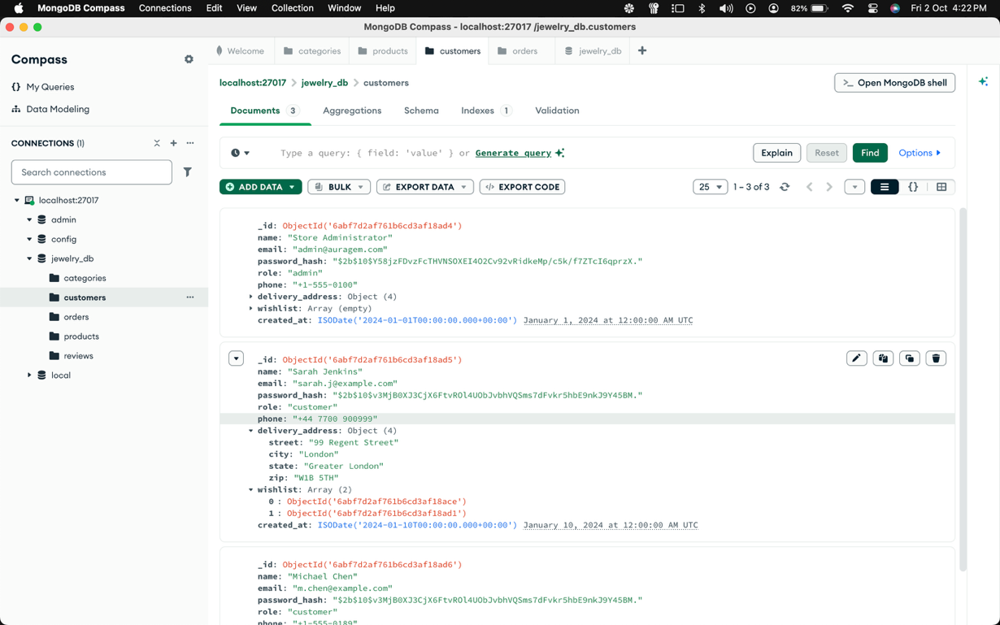 MongoDB Compass Connections Edit View Collection Window Help 82% Fri 2 Oct 4:22 PM
MongoDB Compass - localhost:27017 /jewelry_db.customers
Compass
My Queries
Data Modeling
CONNECTIONS (1)
Search connections
localhost:27017
admin
config
jewelry_db
categories
customers
orders
products
reviews
local
Welcome categories products customers orders jewelry_db
localhost:27017 > jewelry_db > customers
Open MongoDB shell
Documents 3 Aggregations Schema Indexes 1 Validation
Type a query: { field: 'value' } or Generate query
Explain Reset Find Options
ADD DATA BULK EXPORT DATA EXPORT CODE 25 1 – 3 of 3
_id: ObjectId('6abf7d2af761b6cd3af18ad4')
name: "Store Administrator"
email: "admin@auragem.com"
password_hash: "$2b$10$Y58jzFDvzFcTHVNSOXEI4O2Cv92vRidkeMp/c5k/f7ZTcI6qprzX."
role: "admin"
phone: "+1-555-0100"
delivery_address: Object (4)
wishlist: Array (empty)
created_at: ISODate('2024-01-01T00:00:00.000+00:00') January 1, 2024 at 12:00:00 AM UTC
_id: ObjectId('6abf7d2af761b6cd3af18ad5')
name: "Sarah Jenkins"
email: "sarah.j@example.com"
password_hash: "$2b$10$v3MjB0XJ3CjX6FtvROl4UObJvbhVQSms7dFvkr5hbE9nkJ9Y45BM."
role: "customer"
phone: "+44 7700 900999"
delivery_address: Object (4)
street: "99 Regent Street"
city: "London"
state: "Greater London"
zip: "W1B 5TH"
wishlist: Array (2)
0 : ObjectId('6abf7d2af761b6cd3af18ace')
1 : ObjectId('6abf7d2af761b6cd3af18ad1')
created_at: ISODate('2024-01-10T00:00:00.000+00:00') January 10, 2024 at 12:00:00 AM UTC
_id: ObjectId('6abf7d2af761b6cd3af18ad6')
name: "Michael Chen"
email: "m.chen@example.com"
password_hash: "$2b$10$v3MjB0XJ3CjX6FtvROl4UObJvbhVQSms7dFvkr5hbE9nkJ9Y45BM."
role: "customer"
phone: "+1-555-0189"